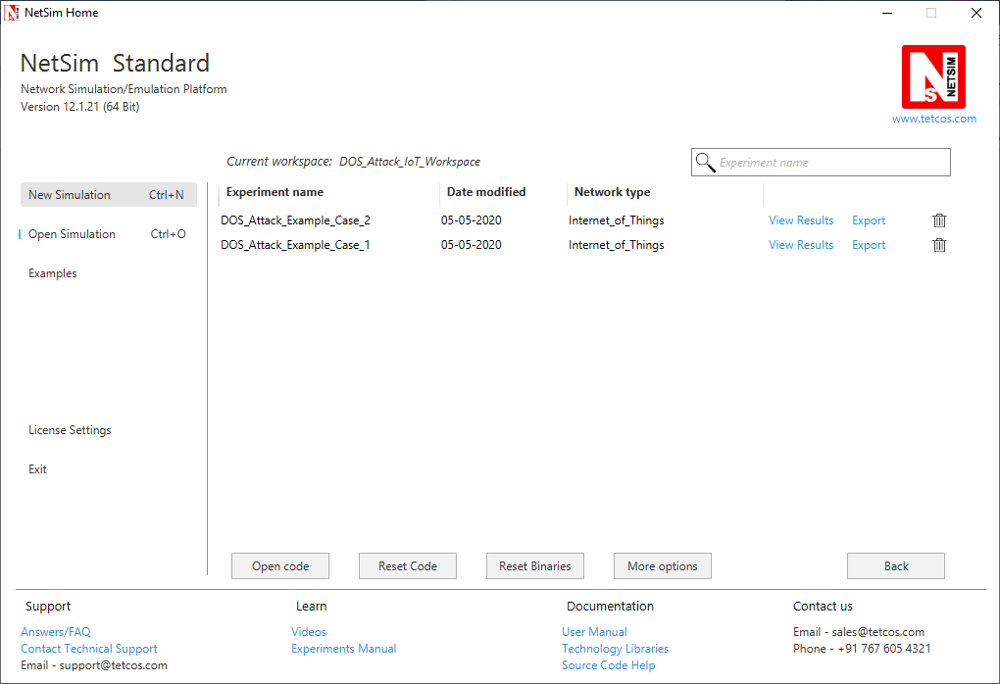 NetSim Home
NetSim Standard
Network Simulation/Emulation Platform
Version 12.1.21 (64 Bit)
NS NETSIM
www.tetcos.com
Current workspace: DOS_Attack_IoT_Workspace
Experiment name
New Simulation Ctrl+N
Open Simulation Ctrl+O
Examples
License Settings
Exit
Experiment name Date modified Network type
DOS_Attack_Example_Case_2 05-05-2020 Internet_of_Things View Results Export
DOS_Attack_Example_Case_1 05-05-2020 Internet_of_Things View Results Export
Open code Reset Code Reset Binaries More options Back
Support
Answers/FAQ
Contact Technical Support
Email - support@tetcos.com
Learn
Videos
Experiments Manual
Documentation
User Manual
Technology Libraries
Source Code Help
Contact us
Email - sales@tetcos.com
Phone - +91 767 605 4321